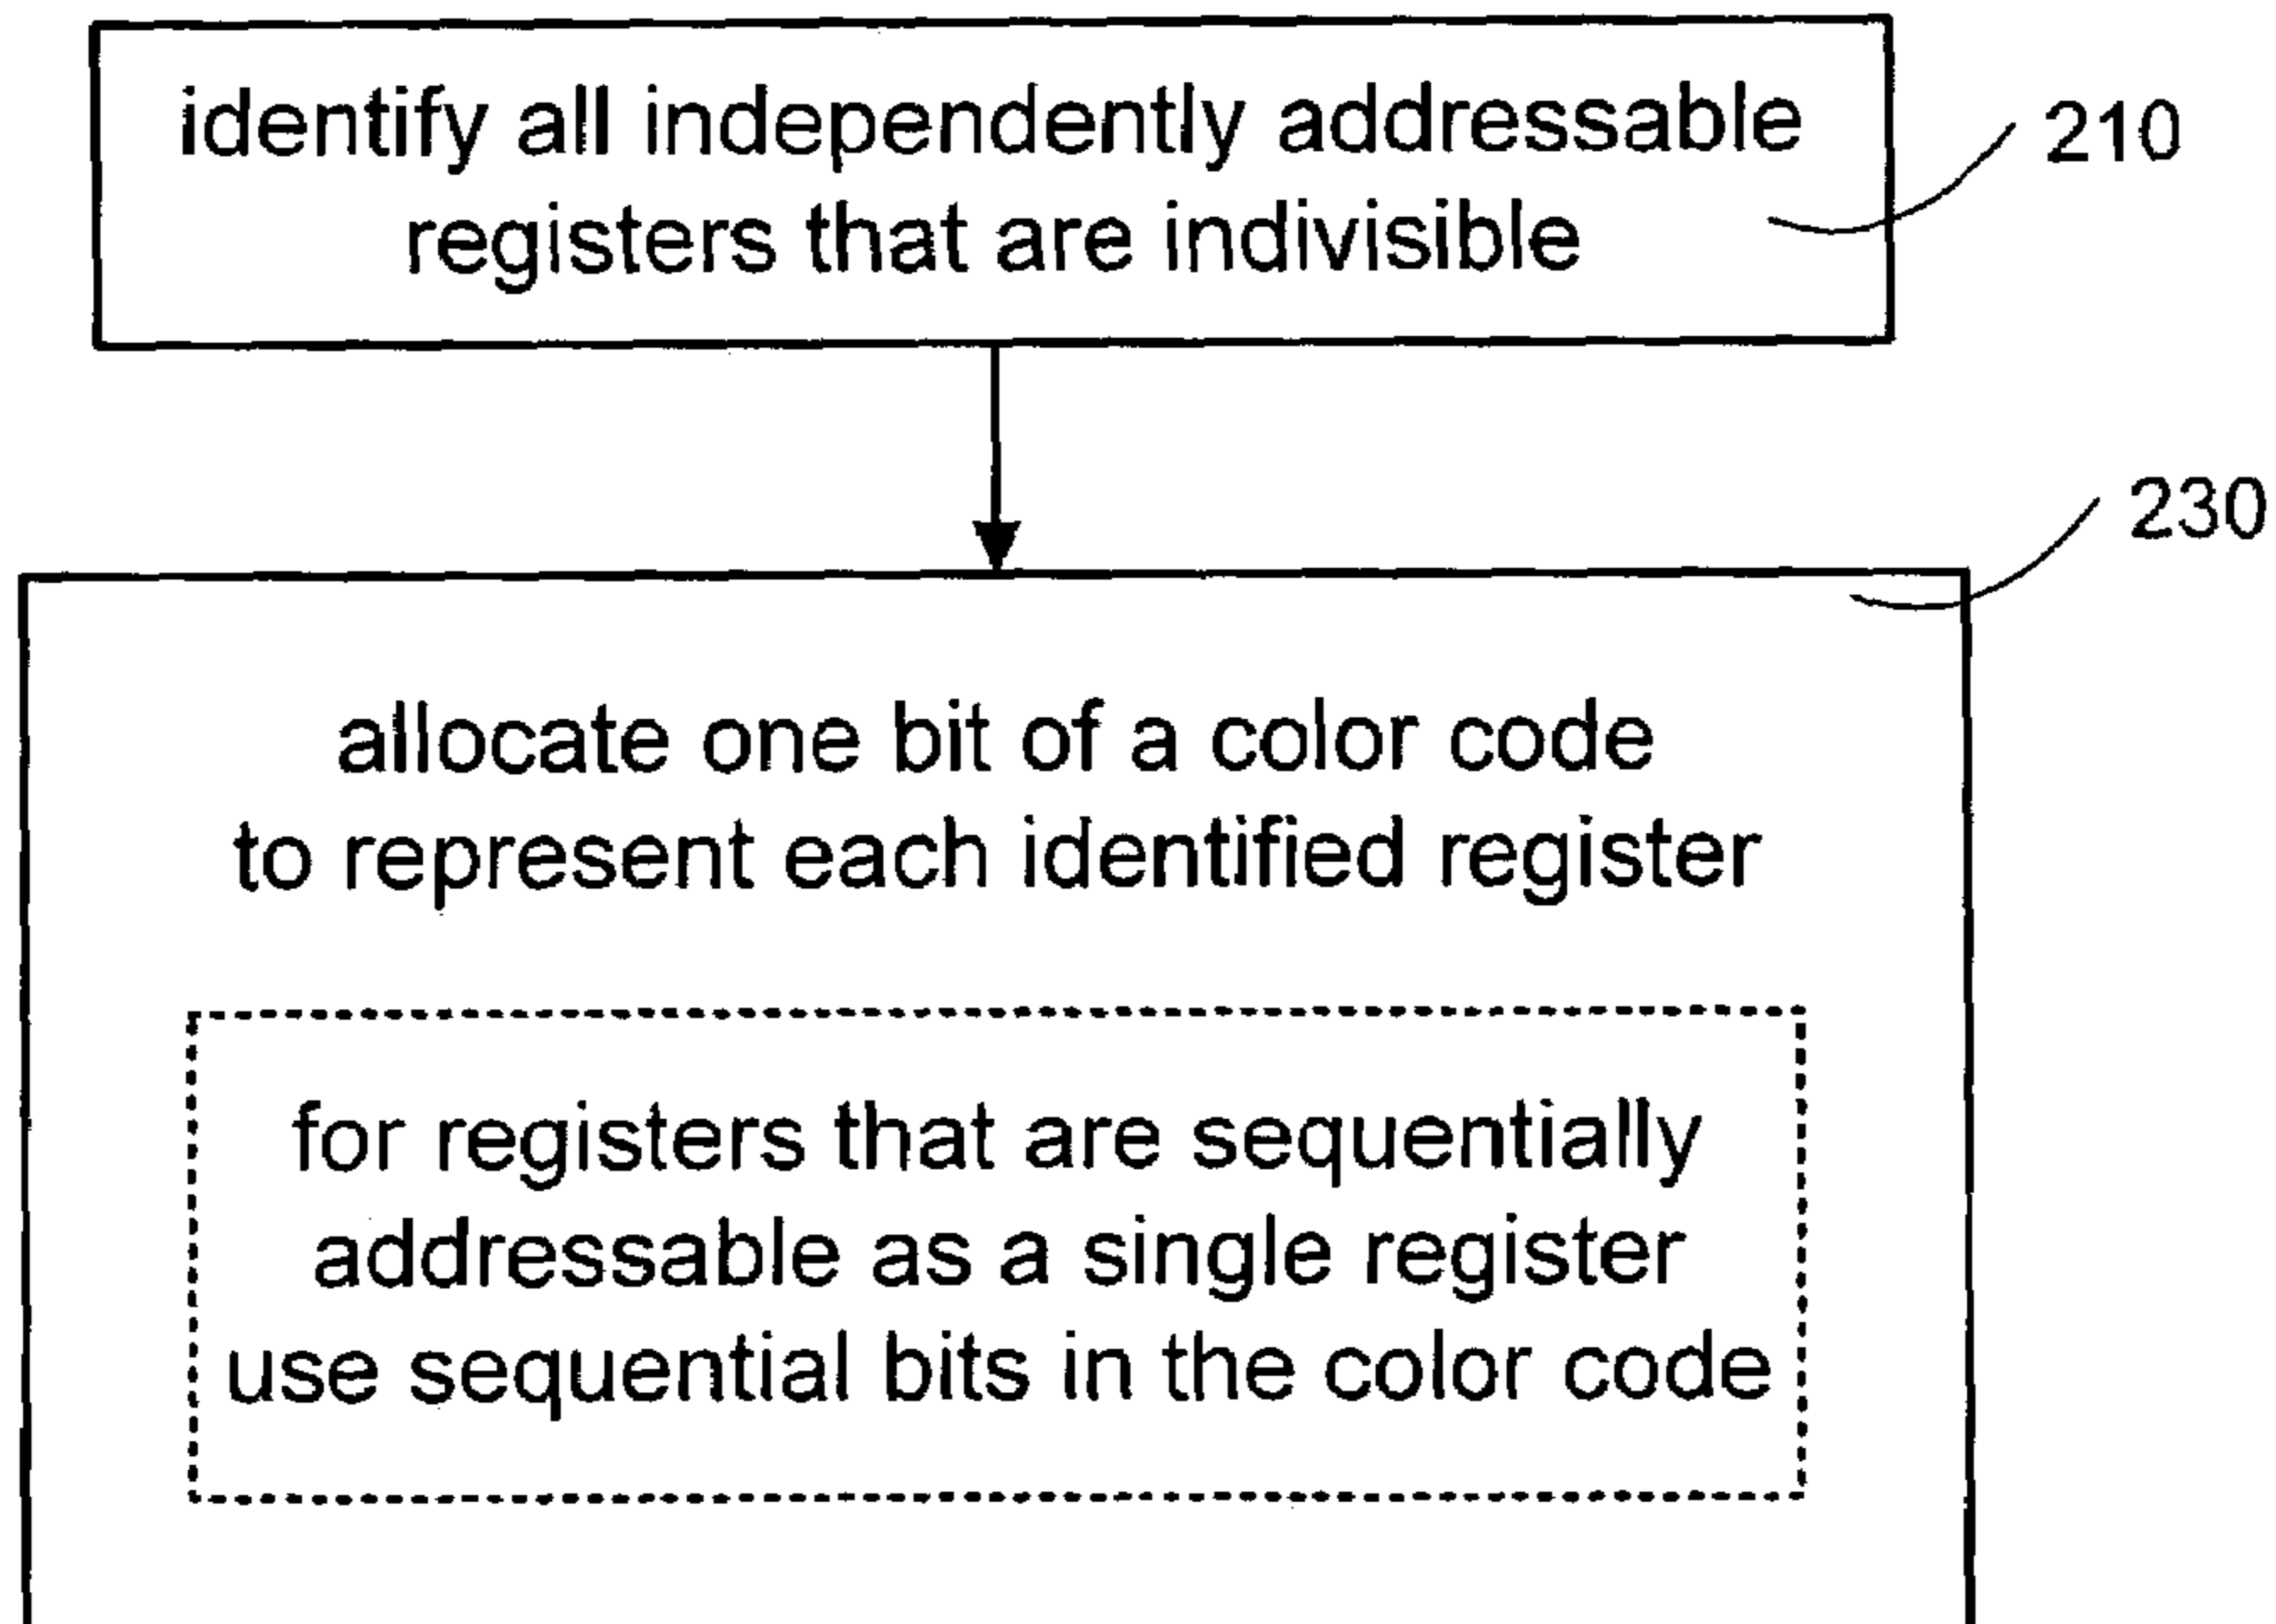 identify all independently addressable
registers that are indivisible
210
230
allocate one bit of a color code
to represent each identified register
for registers that are sequentially
addressable as a single register
use sequential bits in the color code